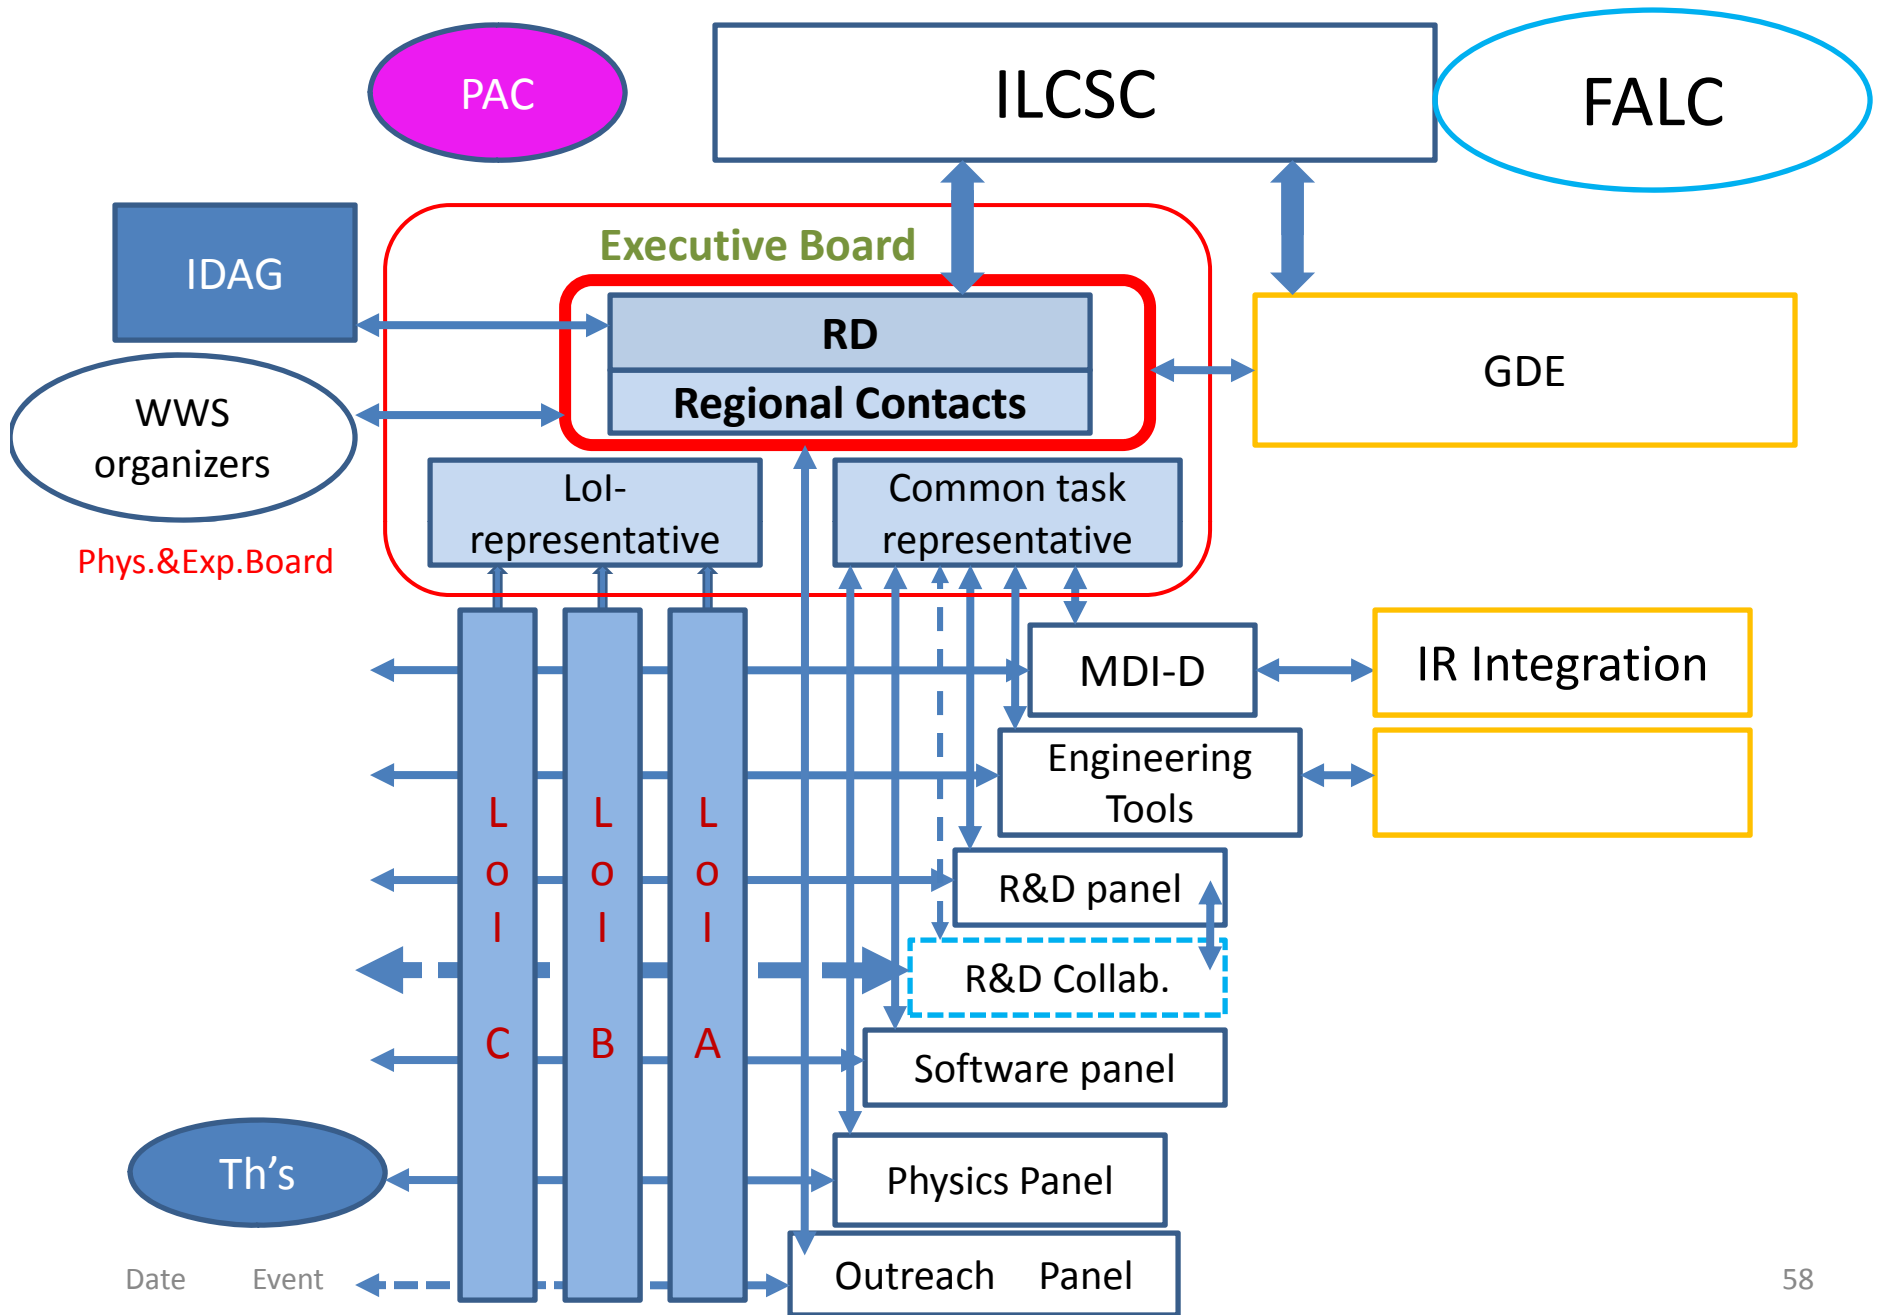 PAC
ILCSC
FALC
Executive Board
IDAG
RD
GDE
Regional Contacts
WWS
organizers
LoI-
representative
Common task
representative
Phys.&Exp.Board
MDI-D
IR Integration
Engineering
Tools
L
o
I
C
L
o
I
B
L
o
I
A
R&D panel
R&D Collab.
Software panel
Th's
Physics Panel
Outreach Panel
Date
Event
58